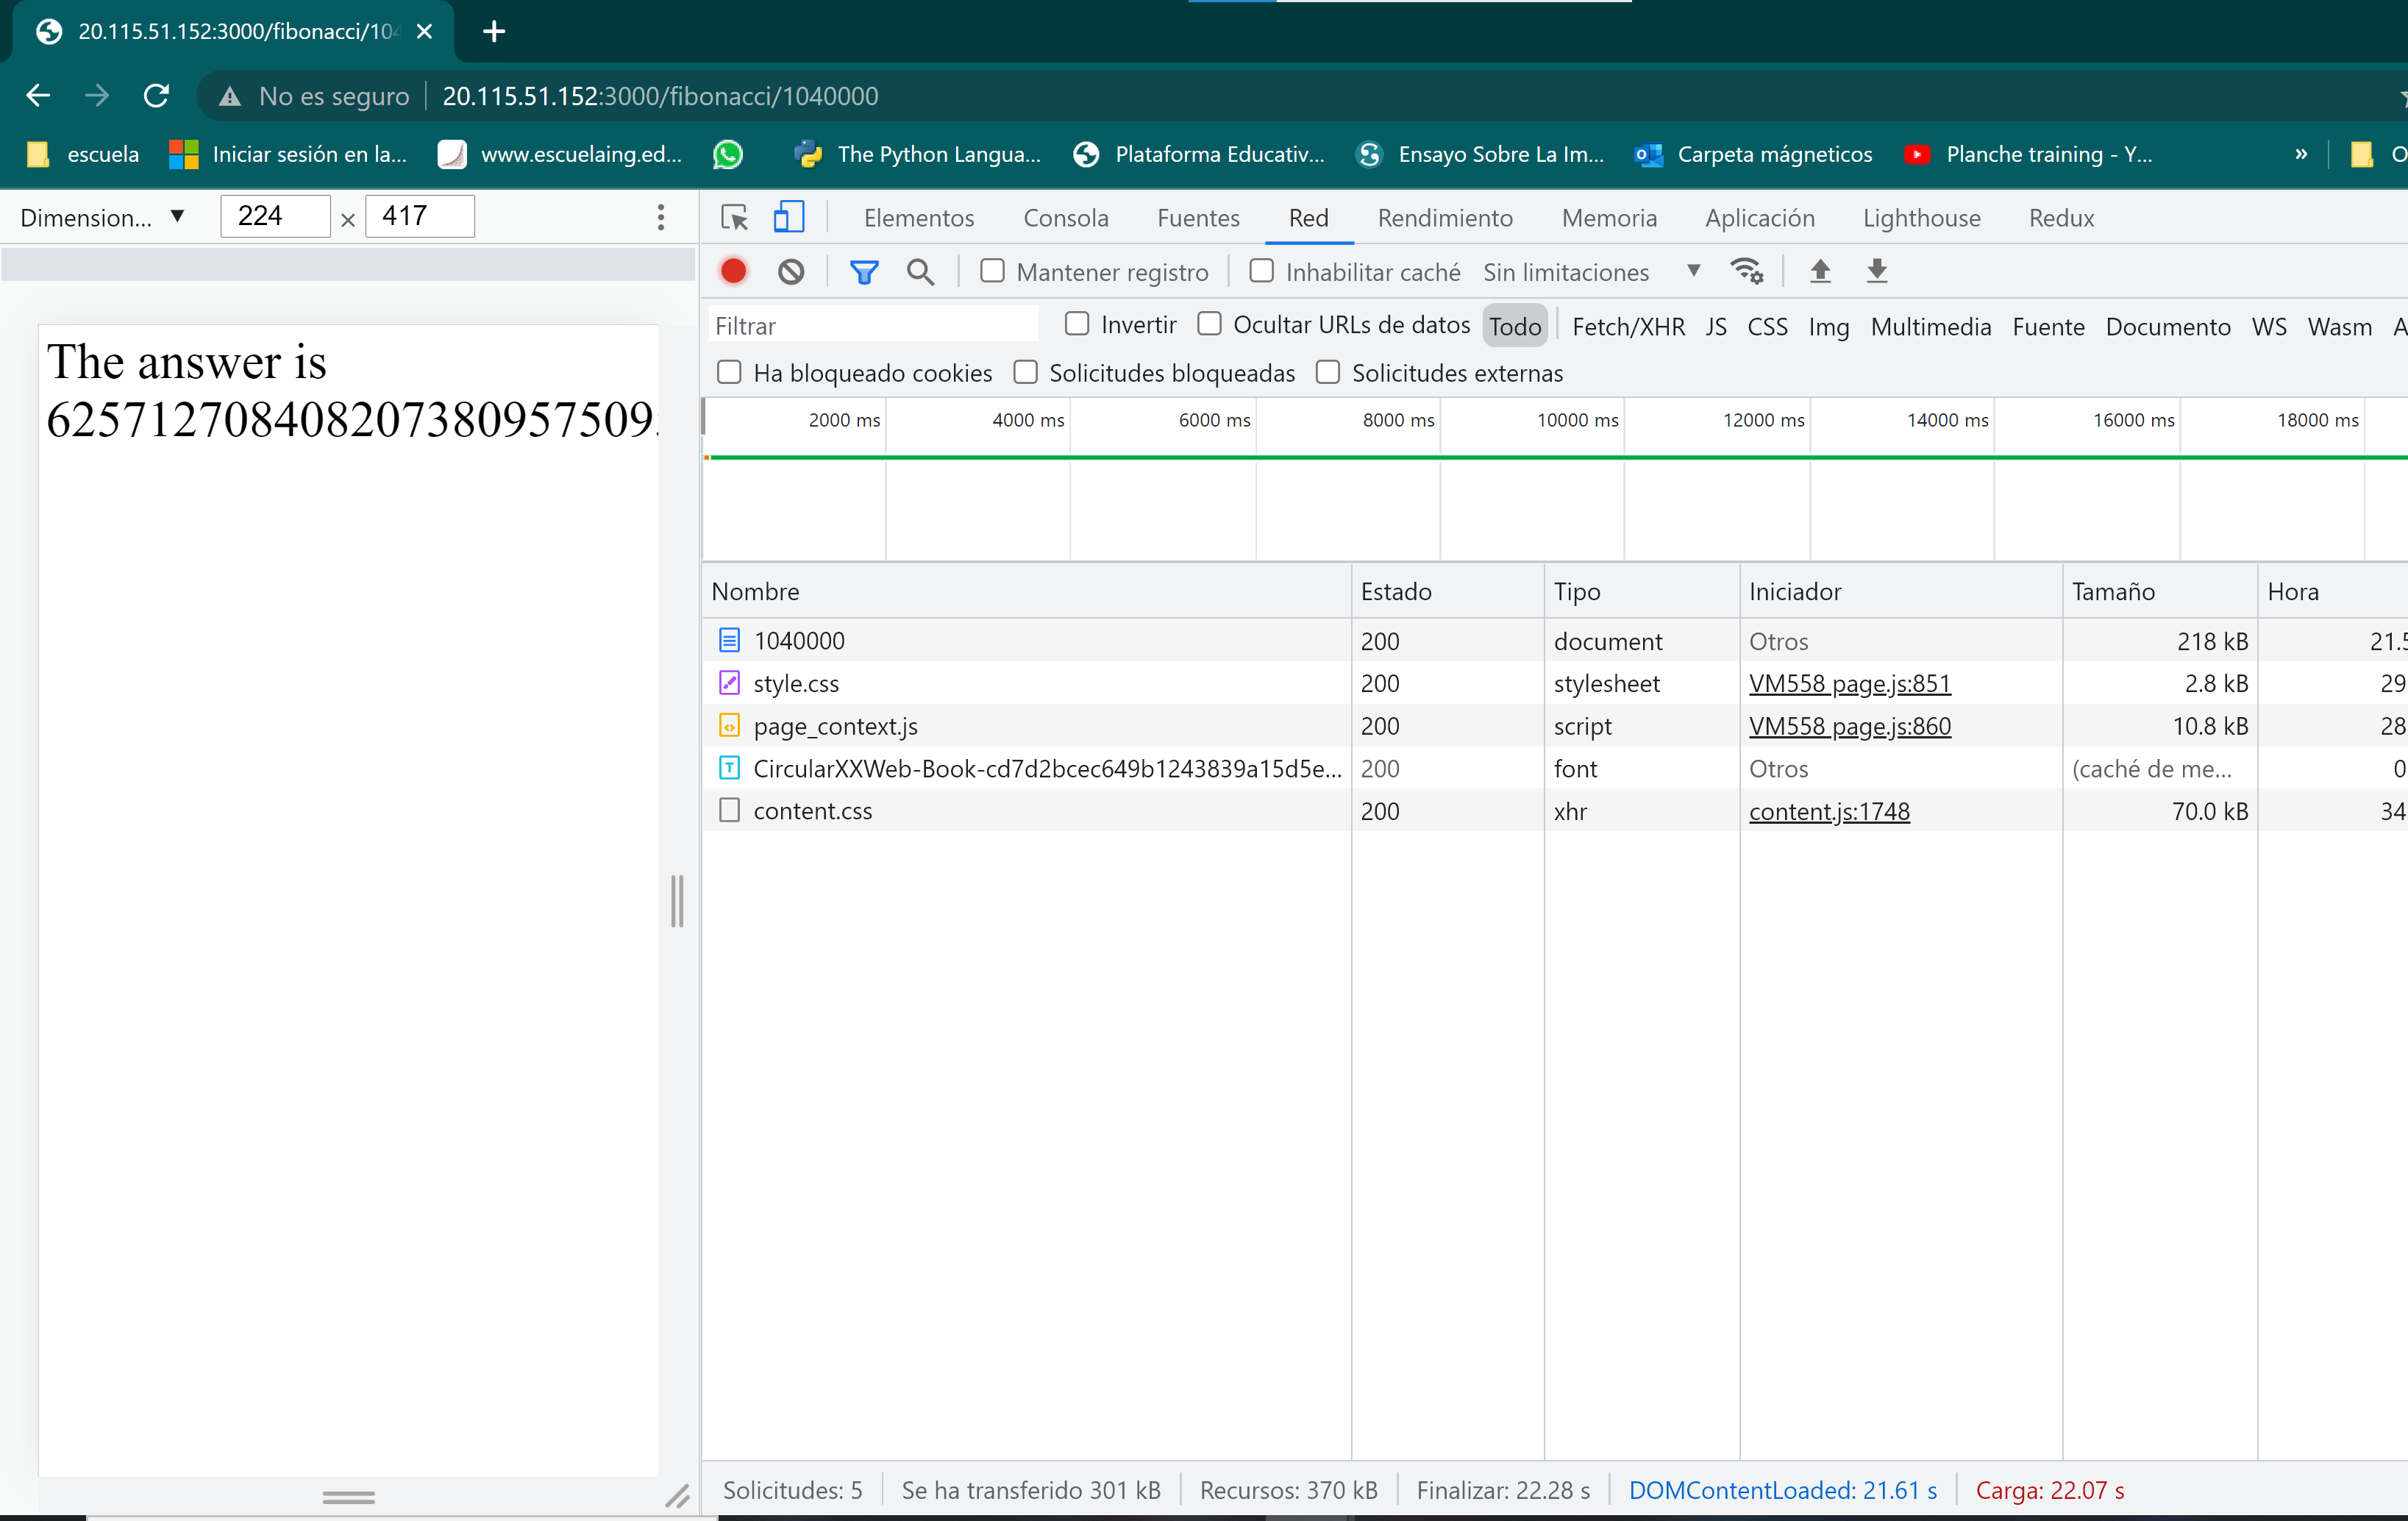 20.115.51.152:3000/fibonacci/104
No es seguro 20.115.51.152:3000/fibonacci/1040000
escuela Iniciar sesión en la... www.escuelaing.ed... The Python Langua... Plataforma Educativ... Ensayo Sobre La Im... Carpeta mágneticos Planche training - Y... » O
Dimension... ▼ 224 × 417 Elementos Consola Fuentes Red Rendimiento Memoria Aplicación Lighthouse Redux
Mantener registro Inhabilitar caché Sin limitaciones ▼
Filtrar Invertir Ocultar URLs de datos Todo Fetch/XHR JS CSS Img Multimedia Fuente Documento WS Wasm A
Ha bloqueado cookies Solicitudes bloqueadas Solicitudes externas
The answer is
625712708408207380957509
2000 ms 4000 ms 6000 ms 8000 ms 10000 ms 12000 ms 14000 ms 16000 ms 18000 ms
Nombre Estado Tipo Iniciador Tamaño Hora
1040000 200 document Otros 218 kB 21.5
style.css 200 stylesheet VM558 page.js:851 2.8 kB 29
page_context.js 200 script VM558 page.js:860 10.8 kB 28
CircularXXWeb-Book-cd7d2bcec649b1243839a15d5e... 200 font Otros (caché de me... 0
content.css 200 xhr content.js:1748 70.0 kB 34
Solicitudes: 5 Se ha transferido 301 kB Recursos: 370 kB Finalizar: 22.28 s DOMContentLoaded: 21.61 s Carga: 22.07 s